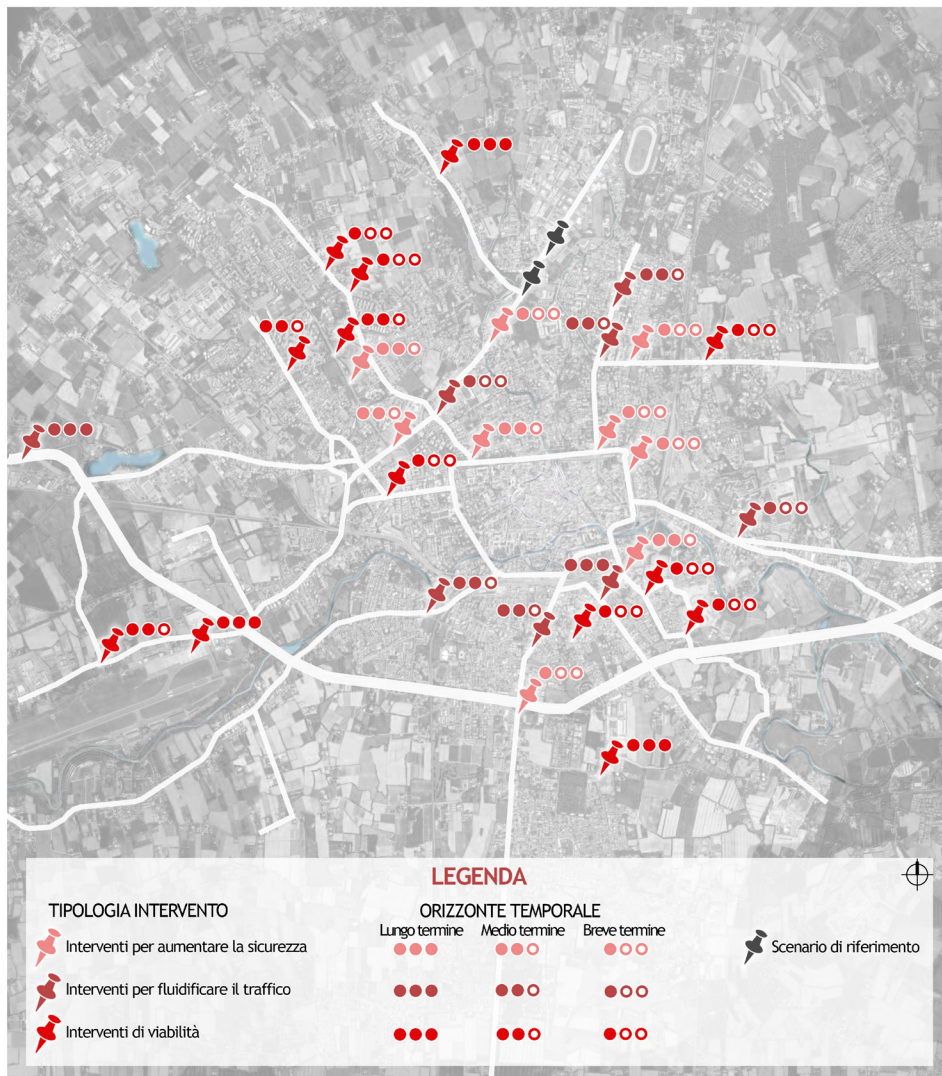 LEGENDA
TIPOLOGIA INTERVENTO
ORIZZONTE TEMPORALE
Lungo termine Medio termine Breve termine
Interventi per aumentare la sicurezza
Scenario di riferimento
Interventi per fluidificare il traffico
Interventi di viabilità